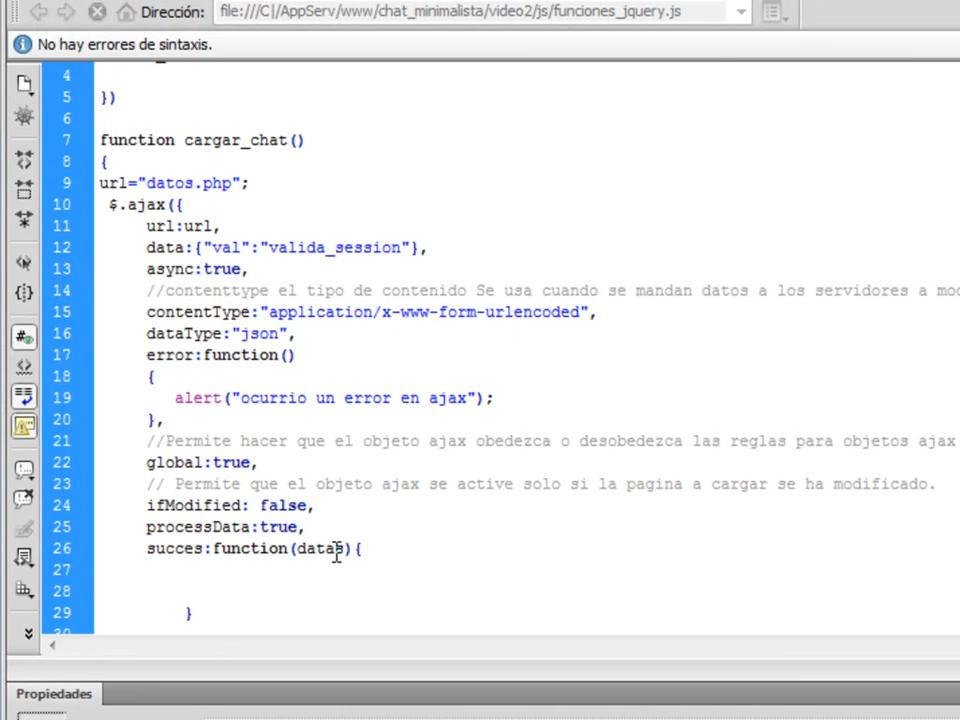 Dirección: file:///C|/AppServ/www/chat_minimalista/video2/js/funciones_jquery.js
No hay errores de sintaxis.
4
5 })
6
7 function cargar_chat()
8 {
9 url="datos.php";
10 $.ajax({
11 url:url,
12 data:{"val":"valida_session"},
13 async:true,
14 //contenttype el tipo de contenido Se usa cuando se mandan datos a los servidores a mod
15 contentType:"application/x-www-form-urlencoded",
16 dataType:"json",
17 error:function()
18 {
19 alert("ocurrio un error en ajax");
20 },
21 //Permite hacer que el objeto ajax obedezca o desobedezca las reglas para objetos ajax
22 global:true,
23 // Permite que el objeto ajax se active solo si la pagina a cargar se ha modificado.
24 ifModified: false,
25 processData:true,
26 succes:function(datas){
27
28
29 }
30
Propiedades